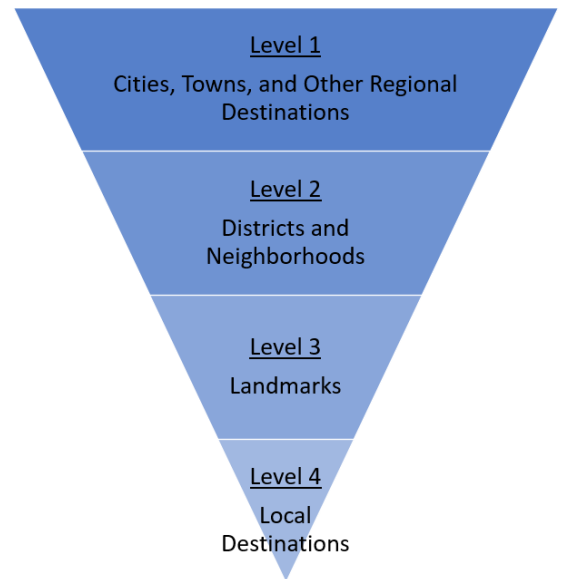 Level 1
Cities, Towns, and Other Regional
Destinations
Level 2
Districts and
Neighborhoods
Level 3
Landmarks
Level 4
Local
Destinations